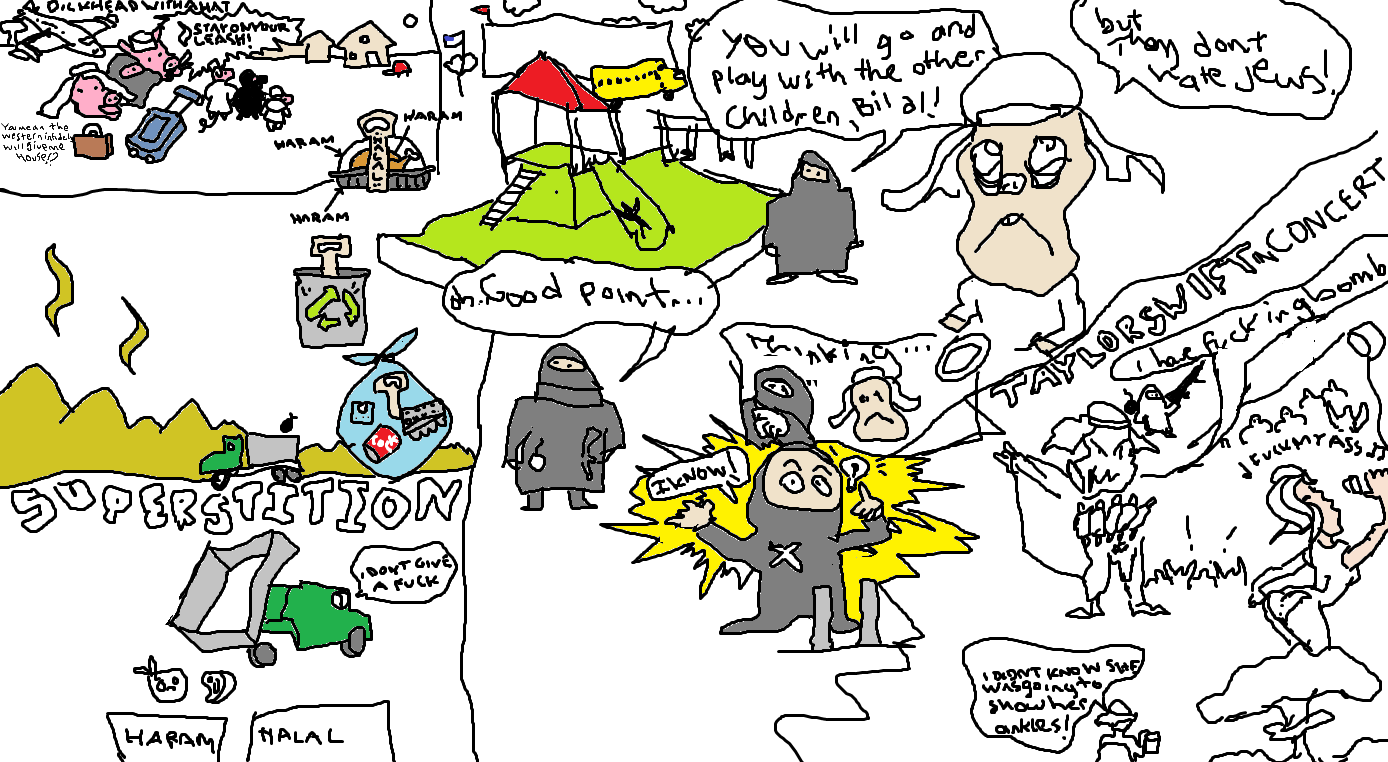 DICKHEAD WITH A HAT
STAY ON YOUR
LEASH!
You mean the
western infidels
will give me
House!?
HARAM
HARAM
HALAL
HARAM
SUPERSTITION
I DONT GIVE
A FUCK
HARAM
HALAL
YOU will go and
play with the other
children, Bilal!
but
they dont
hate jews!
Good point...
Thinking...
I KNOW!
?
TAYLOR SWIFT CONCERT
i have fucking bomb
FUCK MY ASS
I DIDNT KNOW SHE
was going to
show her
ankles!